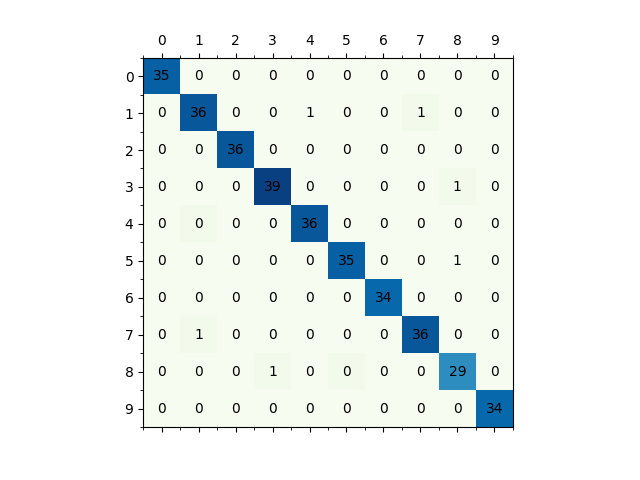 0 1 2 3 4 5 6 7 8 9
0 35 0 0 0 0 0 0 0 0 0
1 0 36 0 0 1 0 0 1 0 0
2 0 0 36 0 0 0 0 0 0 0
3 0 0 0 39 0 0 0 0 1 0
4 0 0 0 0 36 0 0 0 0 0
5 0 0 0 0 0 35 0 0 1 0
6 0 0 0 0 0 0 34 0 0 0
7 0 1 0 0 0 0 0 36 0 0
8 0 0 0 1 0 0 0 0 29 0
9 0 0 0 0 0 0 0 0 0 34